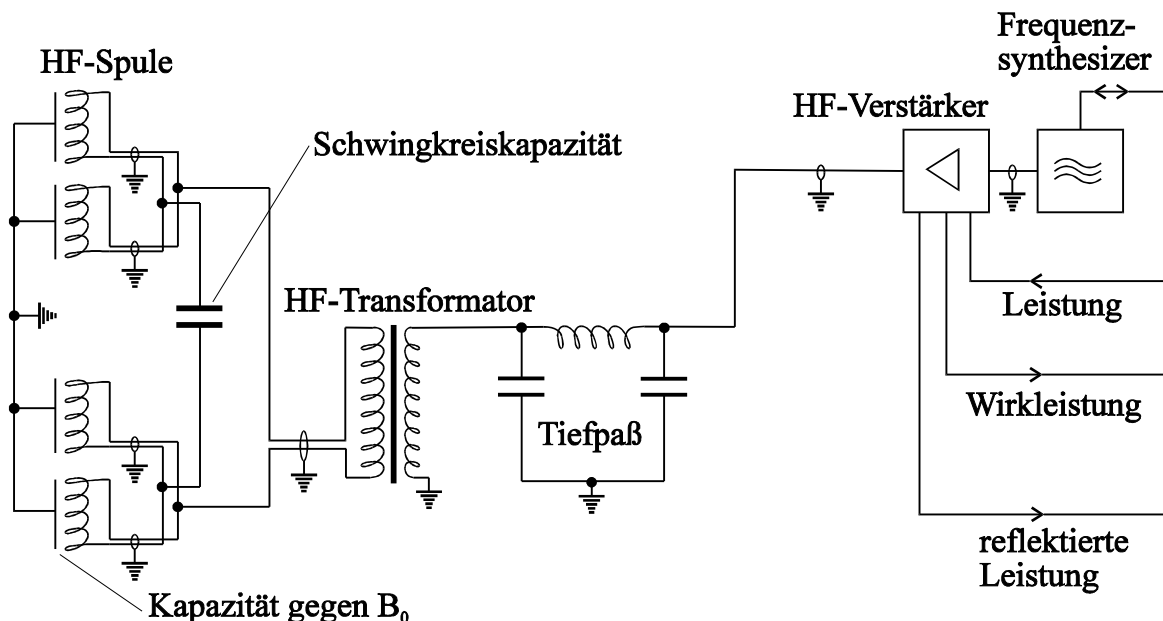 Frequenz-
synthesizer
HF-Spule
HF-Verstärker
Schwingkreiskapazität
HF-Transformator
Leistung
Wirkleistung
Tiefpaß
reflektierte
Leistung
Kapazität gegen B₀